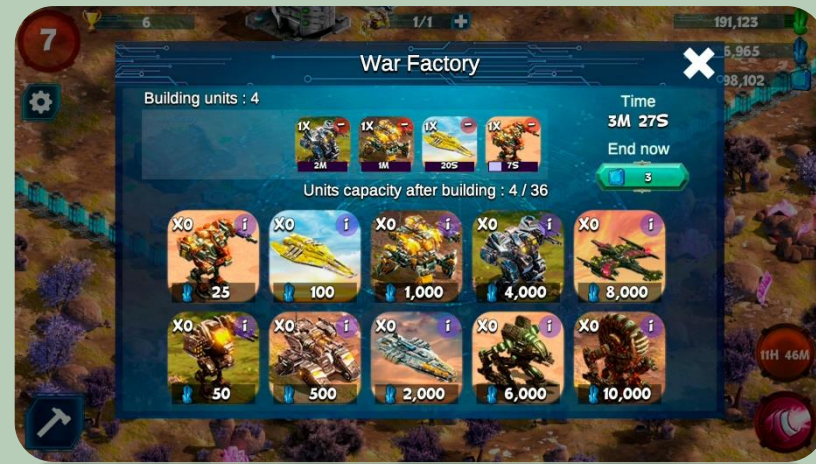 7
6
1/1
191,123
6,965
98,102
War Factory
Building units : 4
Time
3M 27S
End now
3
1X
2M
1X
1M
1X
20S
1X
7S
Units capacity after building : 4 / 36
X0 i
25
X0 i
100
X0 i
1,000
X0 i
4,000
X0 i
8,000
X0 i
50
X0 i
500
X0 i
2,000
X0 i
6,000
X0 i
10,000
11H 46M